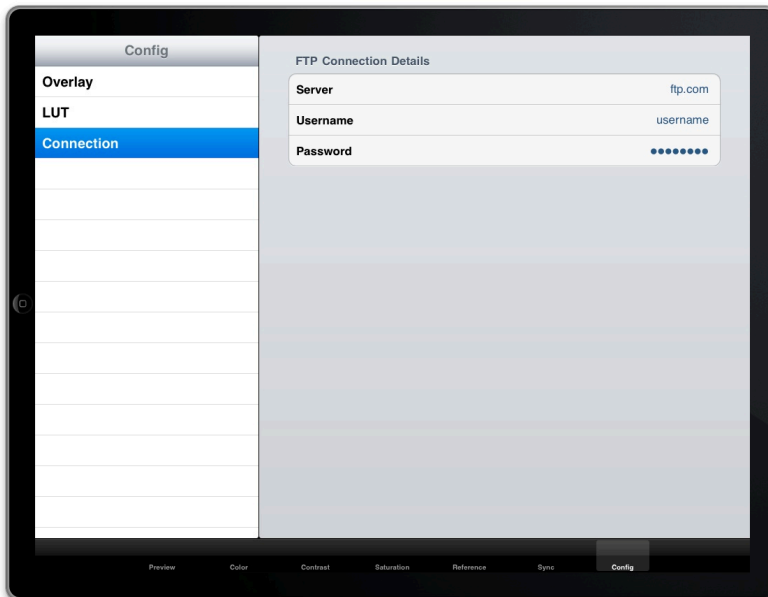 Config
Overlay
LUT
Connection
FTP Connection Details
Server ftp.com
Username username
Password ●●●●●●●●
Preview Color Contrast Saturation Reference Sync Config